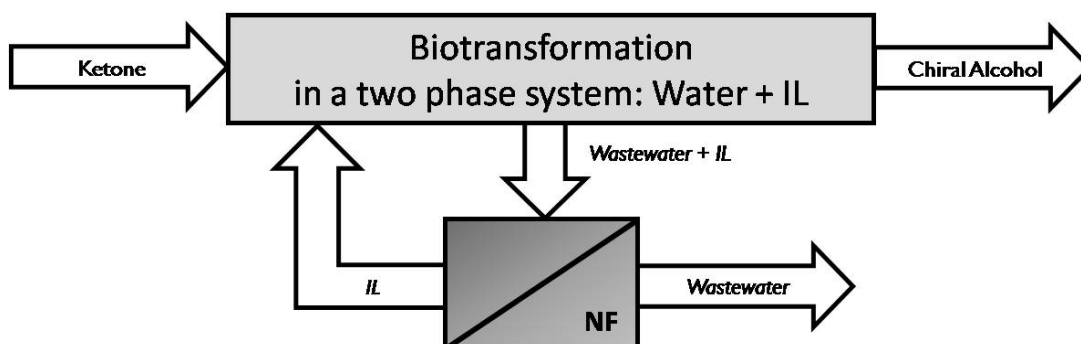 Ketone
Biotransformation
in a two phase system: Water + IL
Chiral Alcohol
Wastewater + IL
IL
Wastewater
NF